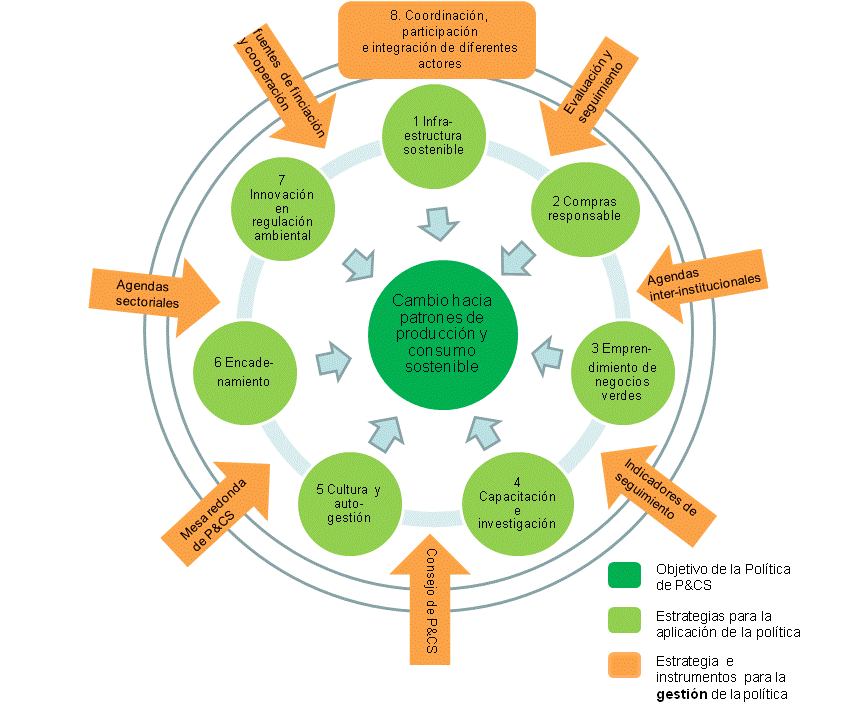 8. Coordinación,
participación
e integración de diferentes
actores
fuentes de finciación
y cooperación
Evaluación y
seguimiento
1 Infra-
estructura
sostenible
7
Innovación
en
regulación
ambiental
2 Compras
responsable
Agendas
sectoriales
Agendas
inter-institucionales
Cambio hacia
patrones de
producción y
consumo
sostenible
6 Encade-
namiento
3 Empren-
dimiento de
negocios
verdes
5 Cultura y
auto-
gestión
4
Capacitación
e
investigación
Mesa redonda
de P&CS
Indicadores de
seguimiento
Consejo de P&CS
Objetivo de la Política
de P&CS
Estrategias para la
aplicación de la política
Estrategia e
instrumentos para la
gestión de la política